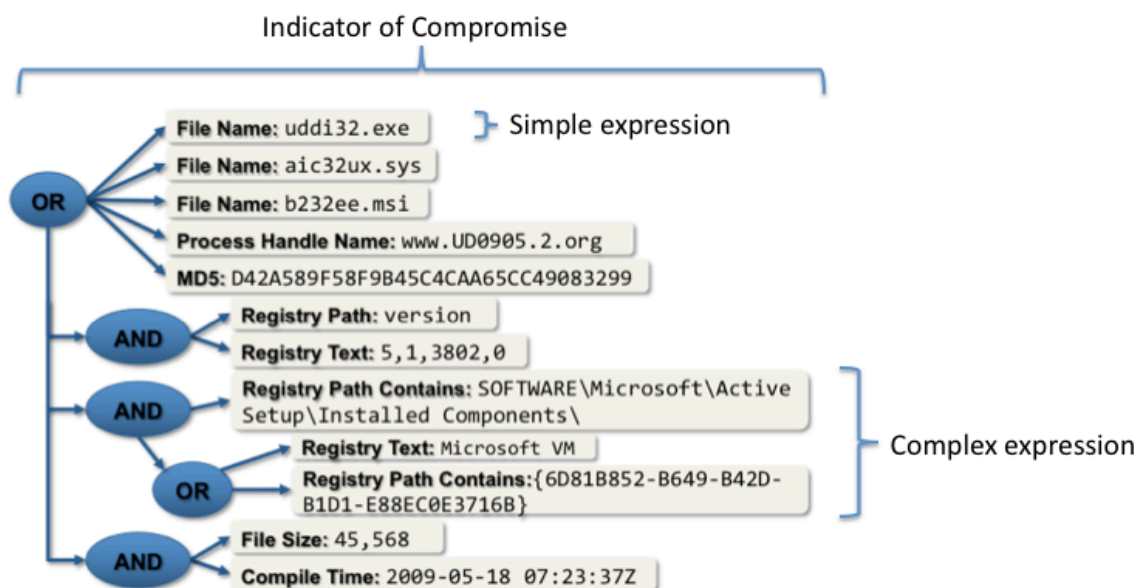 Indicator of Compromise
File Name: uddi32.exe
Simple expression
File Name: aic32ux.sys
OR
File Name: b232ee.msi
Process Handle Name: www.UD0905.2.org
MD5: D42A589F58F9B45C4CAA65CC49083299
AND
Registry Path: version
Registry Text: 5,1,3802,0
AND
Registry Path Contains: SOFTWARE\Microsoft\Active
Setup\Installed Components\
Complex expression
OR
Registry Text: Microsoft VM
Registry Path Contains:{6D81B852-B649-B42D-
B1D1-E88EC0E3716B}
AND
File Size: 45,568
Compile Time: 2009-05-18 07:23:37Z